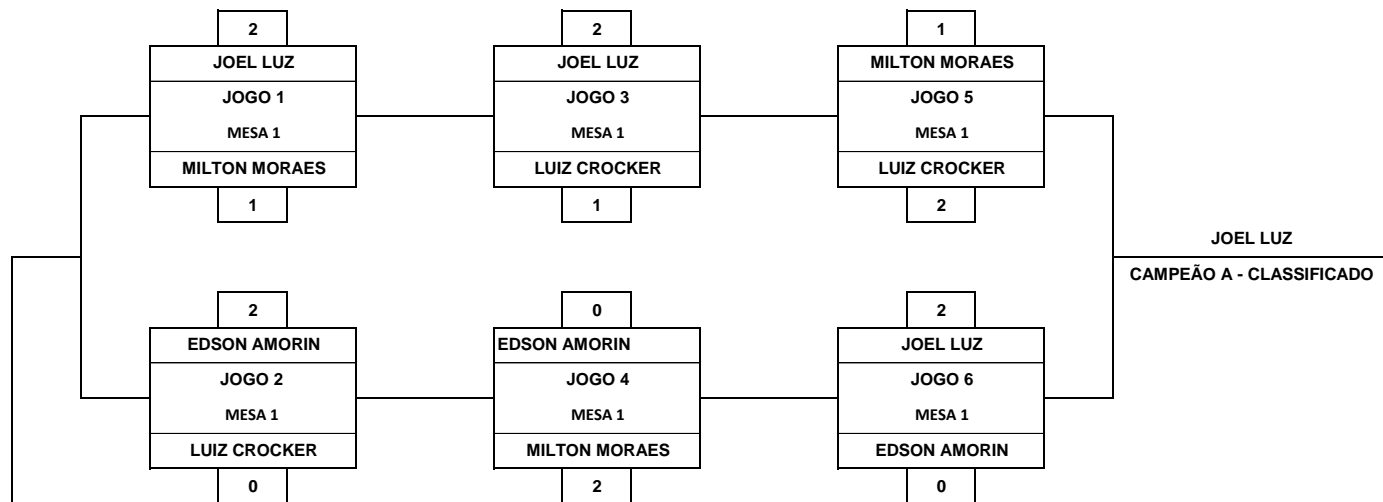 2
JOEL LUZ
JOGO 1
MESA 1
MILTON MORAES
1
2
JOEL LUZ
JOGO 3
MESA 1
LUIZ CROCKER
1
1
MILTON MORAES
JOGO 5
MESA 1
LUIZ CROCKER
2
2
EDSON AMORIN
JOGO 2
MESA 1
LUIZ CROCKER
0
0
EDSON AMORIN
JOGO 4
MESA 1
MILTON MORAES
2
2
JOEL LUZ
JOGO 6
MESA 1
EDSON AMORIN
0
JOEL LUZ
CAMPEÃO A - CLASSIFICADO